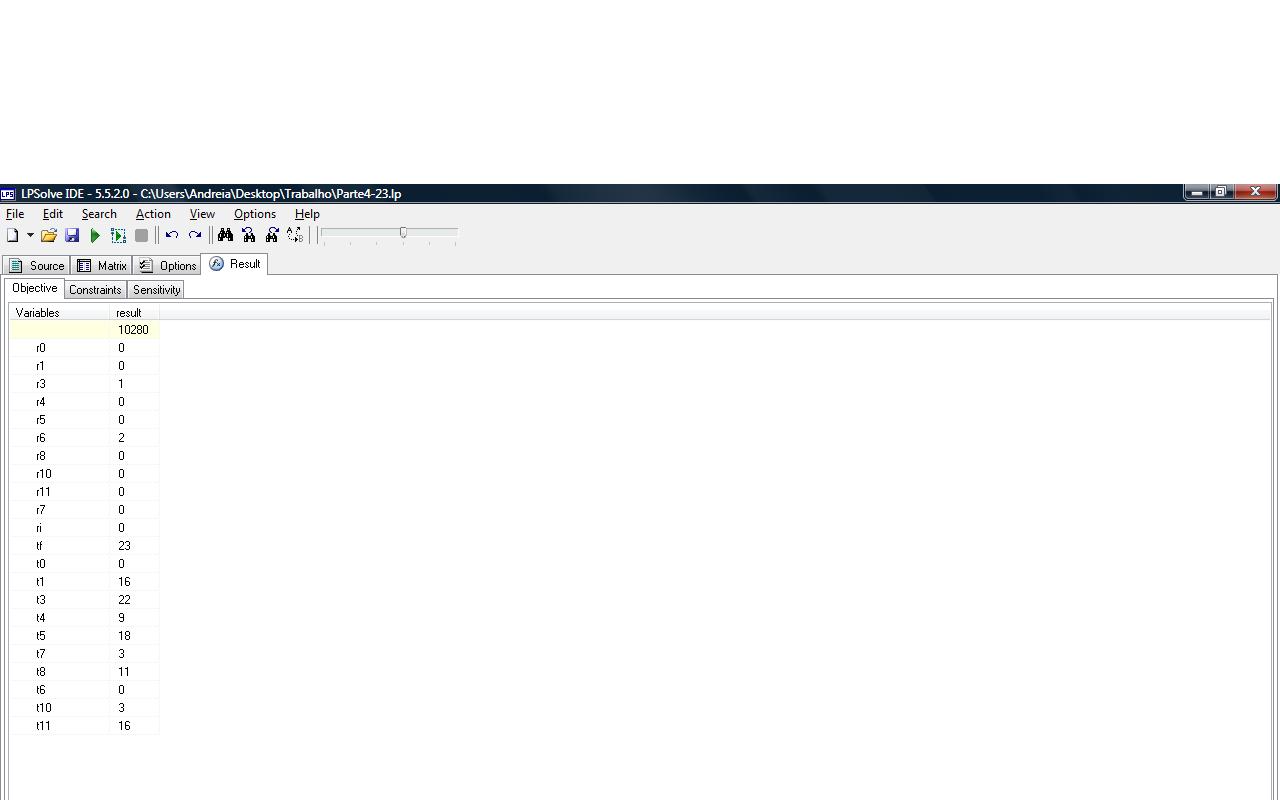 LPS LPSolve IDE - 5.5.2.0 - C:\Users\Andreia\Desktop\Trabalho\Parte4-23.lp
File Edit Search Action View Options Help
Source Matrix Options Result
Objective Constraints Sensitivity
Variables result
10280
r0 0
r1 0
r3 1
r4 0
r5 0
r6 2
r8 0
r10 0
r11 0
r7 0
ri 0
tf 23
t0 0
t1 16
t3 22
t4 9
t5 18
t7 3
t8 11
t6 0
t10 3
t11 16